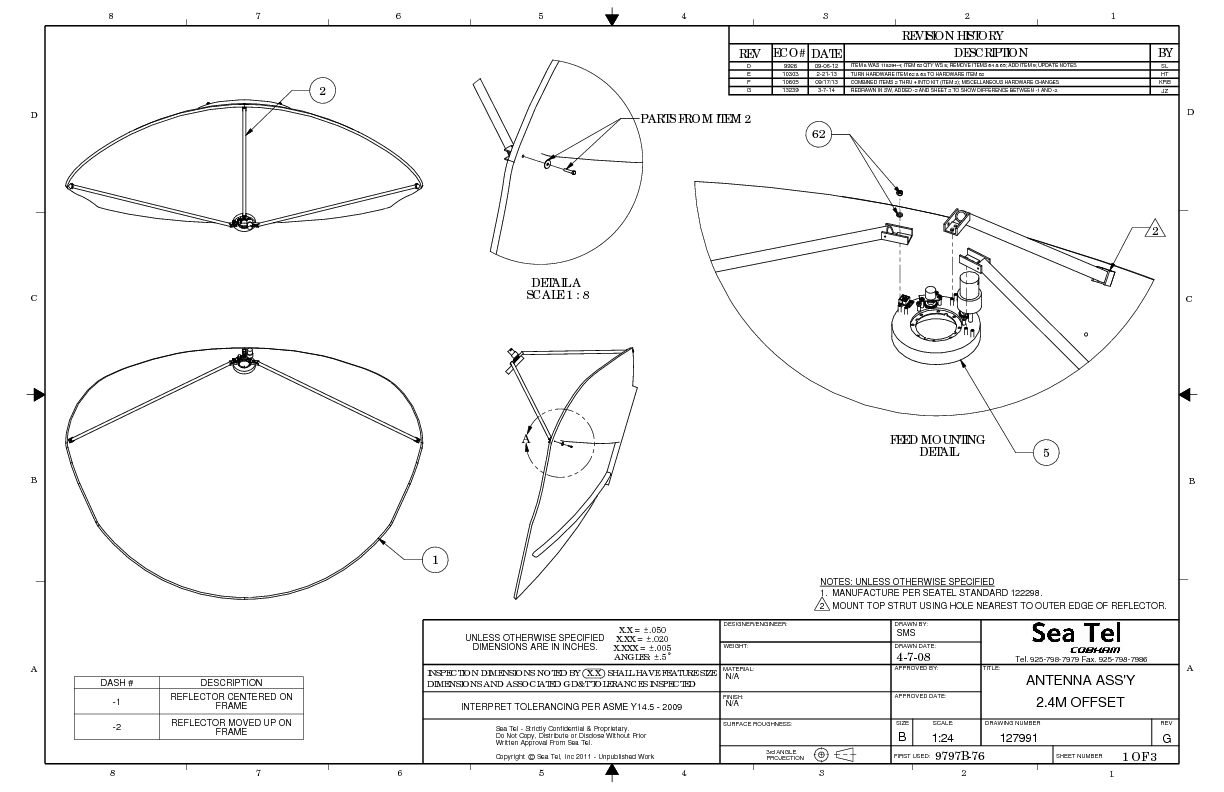 8 7 6 5 4 3 2 1
REVISION HISTORY
REV ECO# DATE DESCRIPTION BY
D 9926 09-06-12 SL
E 10303 2-21-13 TURN HARDWARE ITEM TO HARDWARE ITEM HT
F 10605 09/17/13 COMBINED ITEMS THRU INTO KIT (ITEM 2); MISCELLANEOUS HARDWARE CHANGES KRB
G 13239 3-7-14 REDRAWN IN SW, ADDED -2 AND SHEET 3 TO SHOW DIFFERENCE BETWEEN -1 AND -2. JZ
D
D
2
PARTS FROM ITEM 2
62
2
DETAIL A
SCALE 1 : 8
C
C
A
FEED MOUNTING
DETAIL
5
B
B
1
NOTES: UNLESS OTHERWISE SPECIFIED
1. MANUFACTURE PER SEATEL STANDARD 122298.
2 MOUNT TOP STRUT USING HOLE NEAREST TO OUTER EDGE OF REFLECTOR.
A
A
DASH # DESCRIPTION
-1 REFLECTOR CENTERED ON
FRAME
-2 REFLECTOR MOVED UP ON
FRAME
UNLESS OTHERWISE SPECIFIED
DIMENSIONS ARE IN INCHES.
X.X = ±.050
X.XX = ±.020
X.XXX = ±.005
ANGLES: ±.5°
INSPECTION DIMENSIONS NOTED BY (X.X) SHALL HAVE FEATURE SIZE
DIMENSIONS AND ASSOCIATED GD&T TOLERANCES INSPECTED
INTERPRET TOLERANCING PER ASME Y14.5 - 2009
Sea Tel - Strictly Confidential & Proprietary.
Do Not Copy, Distribute or Disclose Without Prior
Written Approval From Sea Tel.
Copyright © Sea Tel, Inc 2011 - Unpublished Work
DESIGNER/ENGINEER:
WEIGHT:
MATERIAL:
N/A
FINISH:
N/A
SURFACE ROUGHNESS:
3rd ANGLE
PROJECTION
DRAWN BY:
SMS
DRAWN DATE:
4-7-08
APPROVED BY:
APPROVED DATE:
Sea Tel
COBHAM
Tel. 925-798-7979 Fax. 925-798-7986
TITLE:
ANTENNA ASS'Y
2.4M OFFSET
SIZE SCALE: DRAWING NUMBER REV
B 1:24 127991 G
FIRST USED: 9797B-76 SHEET NUMBER 1 OF 3
8 7 6 5 4 3 2 1